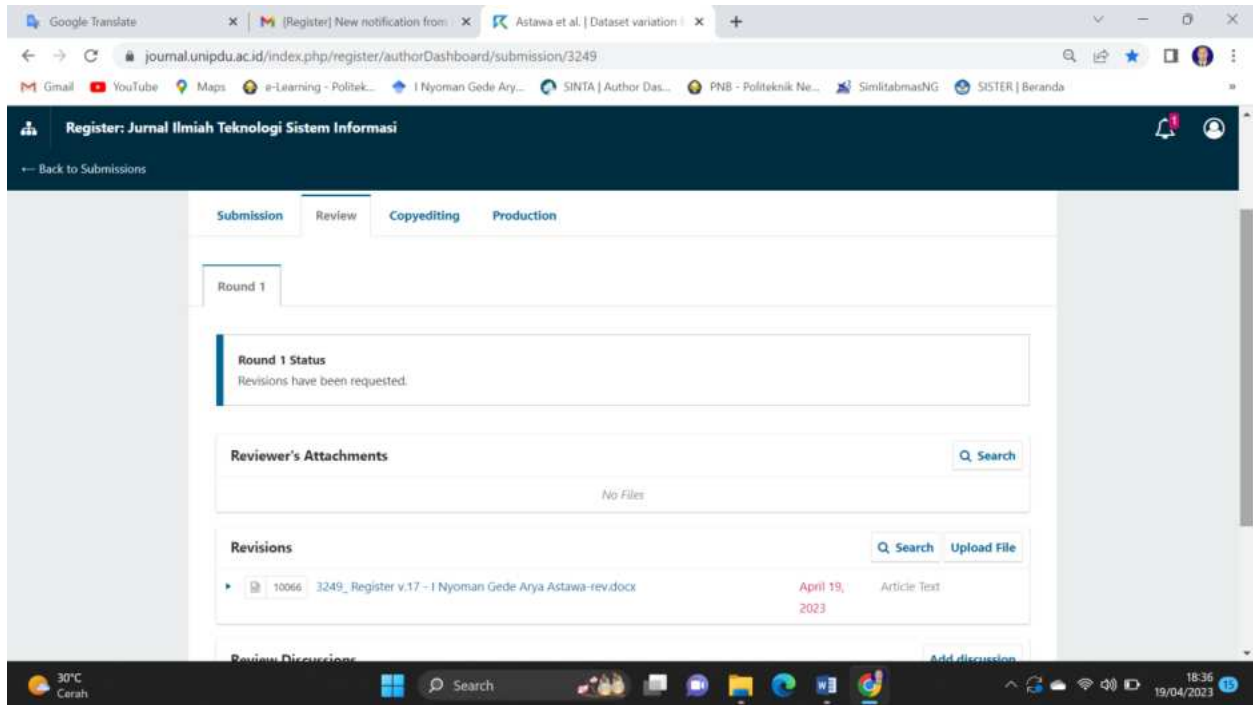 Google Translate
[Register] New notification from
Astawa et al. | Dataset variation
journal.unipdu.ac.id/index.php/register/authorDashboard/submission/3249
Gmail YouTube Maps e-Learning - Politek... I Nyoman Gede Ary... SINTA | Author Das... PNB - Politeknik Ne... SimlitabmasNG SISTER | Beranda »
Register: Jurnal Ilmiah Teknologi Sistem Informasi
1
← Back to Submissions
Submission Review Copyediting Production
Round 1
Round 1 Status
Revisions have been requested.
Reviewer's Attachments Search
No Files
Revisions Search Upload File
10066 3249_ Register v.17 - I Nyoman Gede Arya Astawa-rev.docx April 19, Article Text
2023
Review Discussions Add discussion
30°C
Cerah
Search
18:36
19/04/2023
15